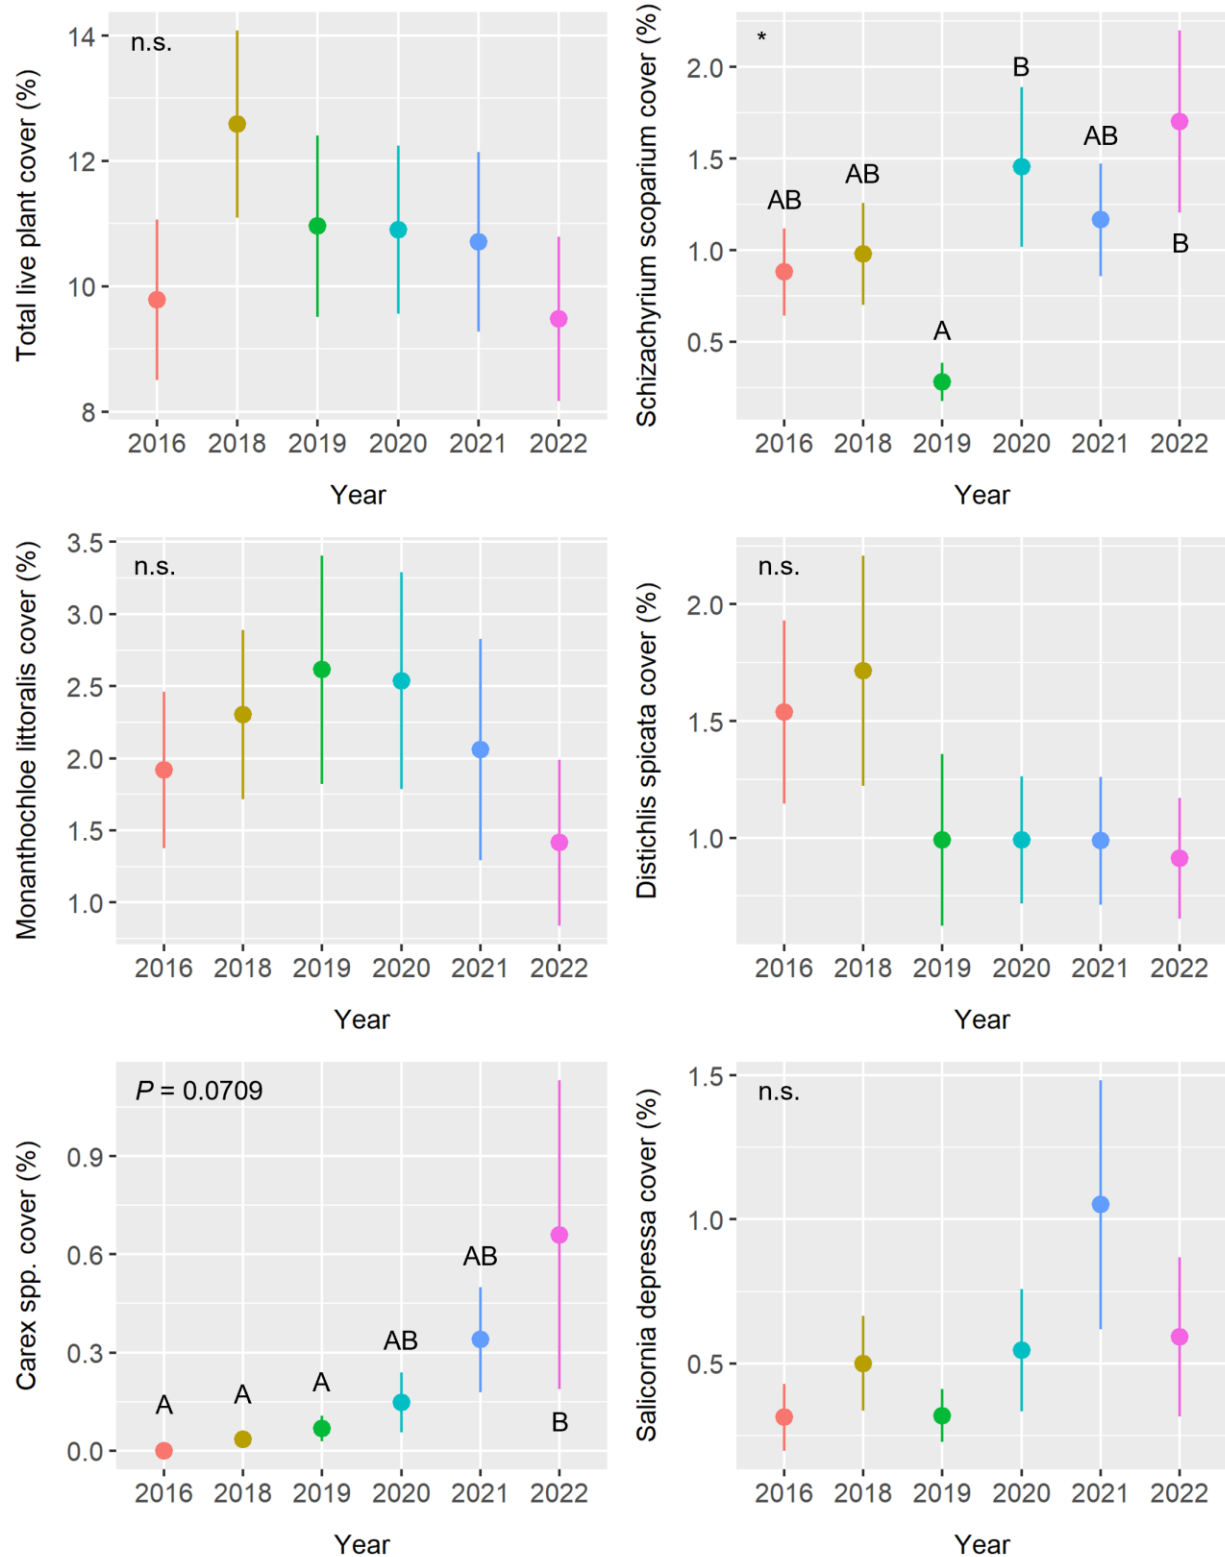 Total live plant cover (%)
n.s.
14
12
10
8
2016 2018 2019 2020 2021 2022
Year
Schizachyrium scoparium cover (%)
*
2.0
1.5
1.0
0.5
AB
AB
A
B
AB
B
2016 2018 2019 2020 2021 2022
Year
Monanthochloe littoralis cover (%)
n.s.
3.5
3.0
2.5
2.0
1.5
1.0
2016 2018 2019 2020 2021 2022
Year
Distichlis spicata cover (%)
n.s.
2.0
1.5
1.0
2016 2018 2019 2020 2021 2022
Year
Carex spp. cover (%)
P = 0.0709
0.9
0.6
0.3
0.0
A
A
A
AB
AB
B
2016 2018 2019 2020 2021 2022
Year
Salicornia depressa cover (%)
n.s.
1.5
1.0
0.5
2016 2018 2019 2020 2021 2022
Year